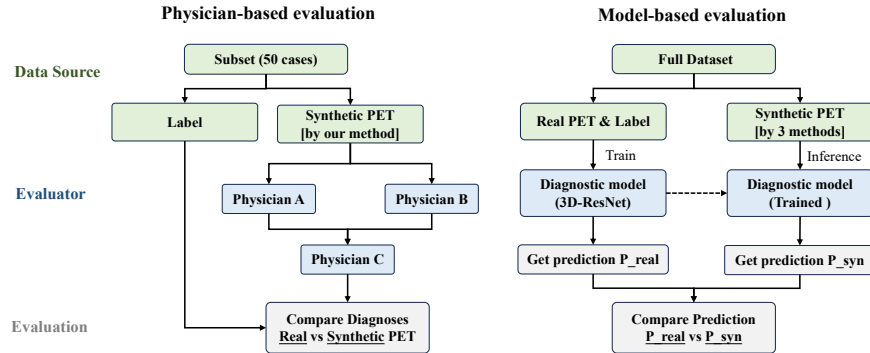 Physician-based evaluation
Model-based evaluation
Data Source
Subset (50 cases)
Full Dataset
Label
Synthetic PET
[by our method]
Real PET & Label
Synthetic PET
[by 3 methods]
Train
Inference
Evaluator
Physician A
Physician B
Diagnostic model
(3D-ResNet)
Diagnostic model
(Trained )
Physician C
Get prediction P_real
Get prediction P_syn
Evaluation
Compare Diagnoses
Real vs Synthetic PET
Compare Prediction
P_real vs P_syn